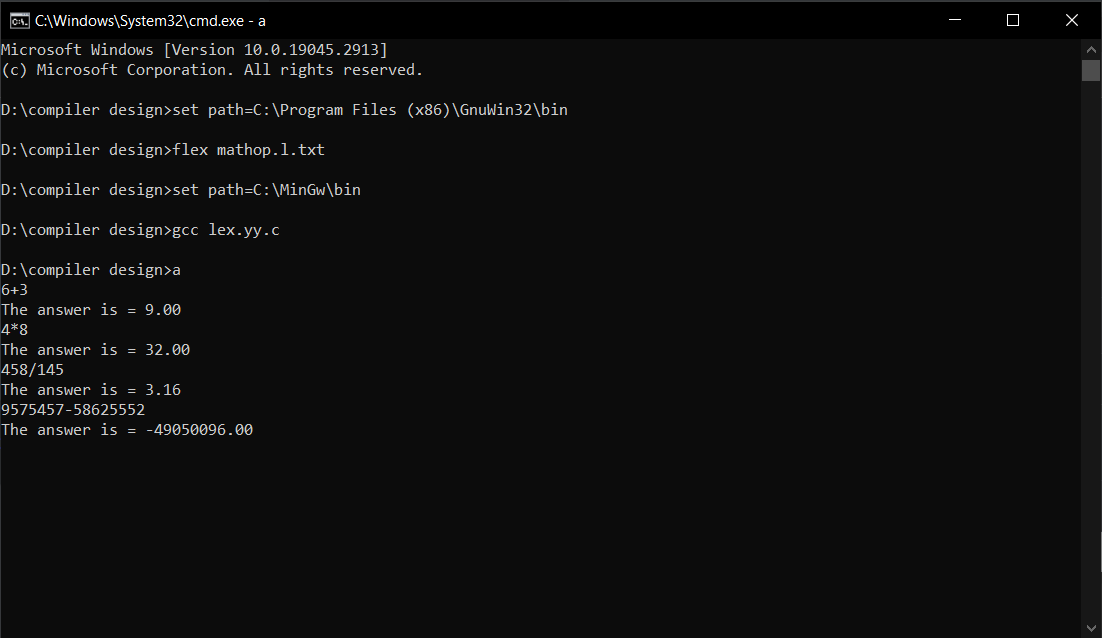 C:\Windows\System32\cmd.exe - a
Microsoft Windows [Version 10.0.19045.2913]
(c) Microsoft Corporation. All rights reserved.
D:\compiler design>set path=C:\Program Files (x86)\GnuWin32\bin
D:\compiler design>flex mathop.l.txt
D:\compiler design>set path=C:\MinGw\bin
D:\compiler design>gcc lex.yy.c
D:\compiler design>a
6+3
The answer is = 9.00
4*8
The answer is = 32.00
458/145
The answer is = 3.16
9575457-58625552
The answer is = -49050096.00